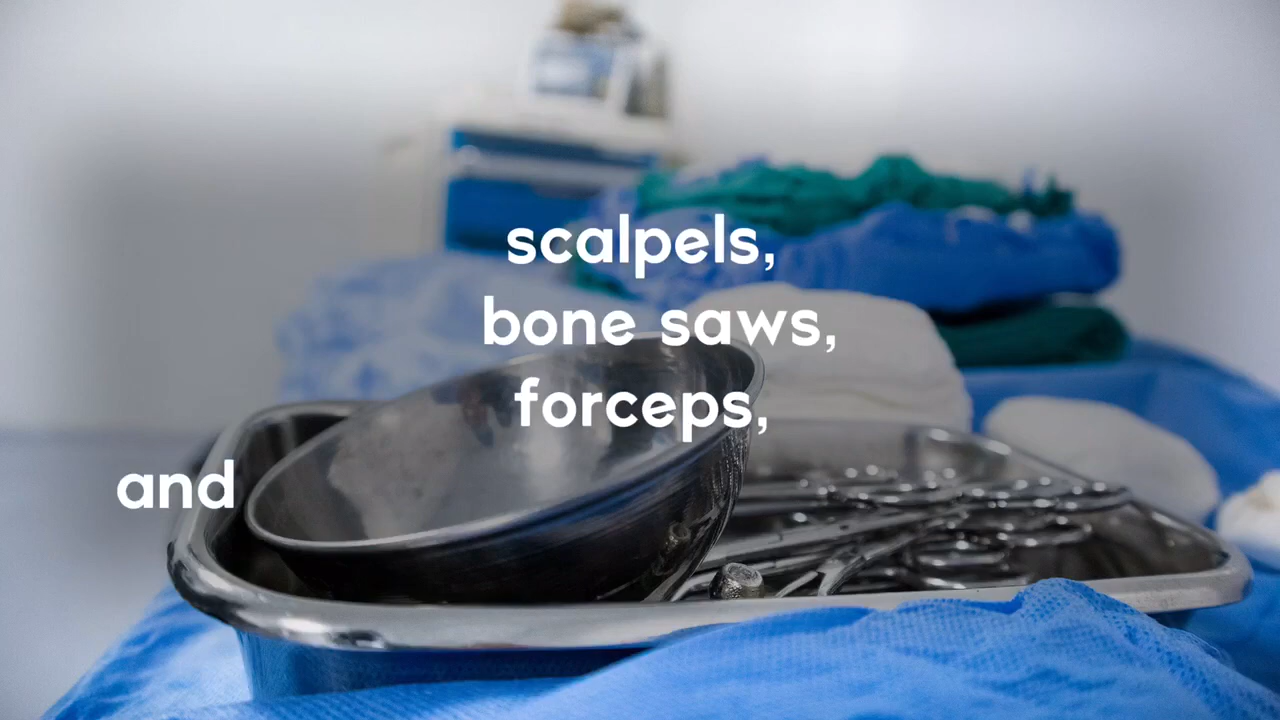 scalpels,
bone saws,
forceps,
and